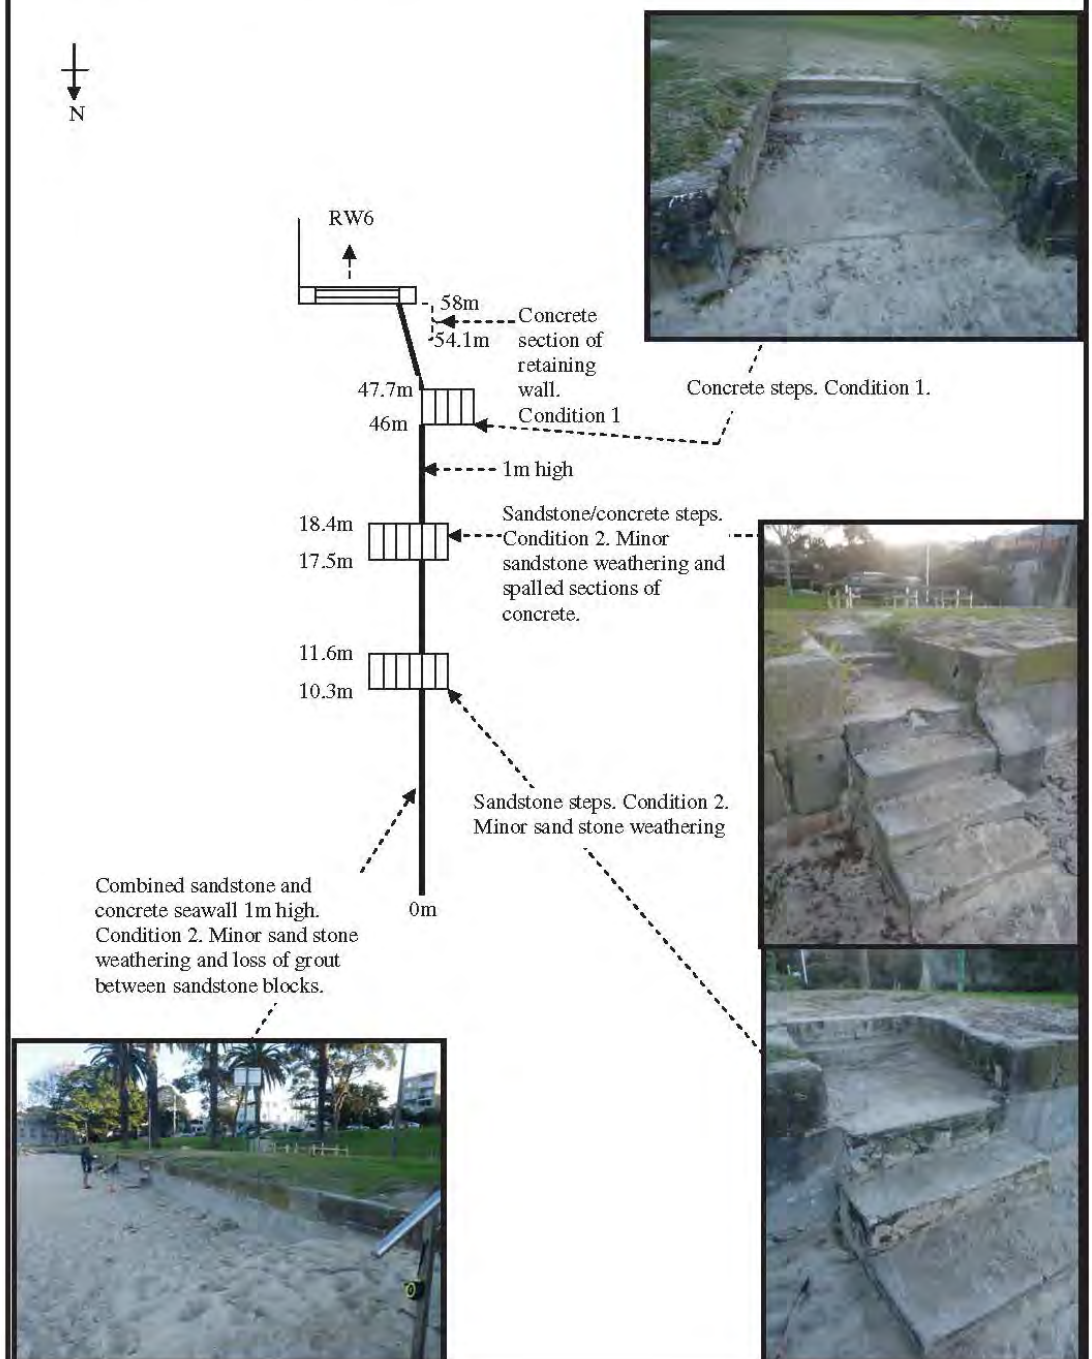 N
RW6
58m
54.1m
Concrete
section of
retaining
wall.
Condition 1
Concrete steps. Condition 1.
47.7m
46m
1m high
18.4m
17.5m
Sandstone/concrete steps.
Condition 2. Minor
sandstone weathering and
spalled sections of
concrete.
11.6m
10.3m
Sandstone steps. Condition 2.
Minor sand stone weathering
Combined sandstone and
concrete seawall 1m high.
Condition 2. Minor sand stone
weathering and loss of grout
between sandstone blocks.
0m